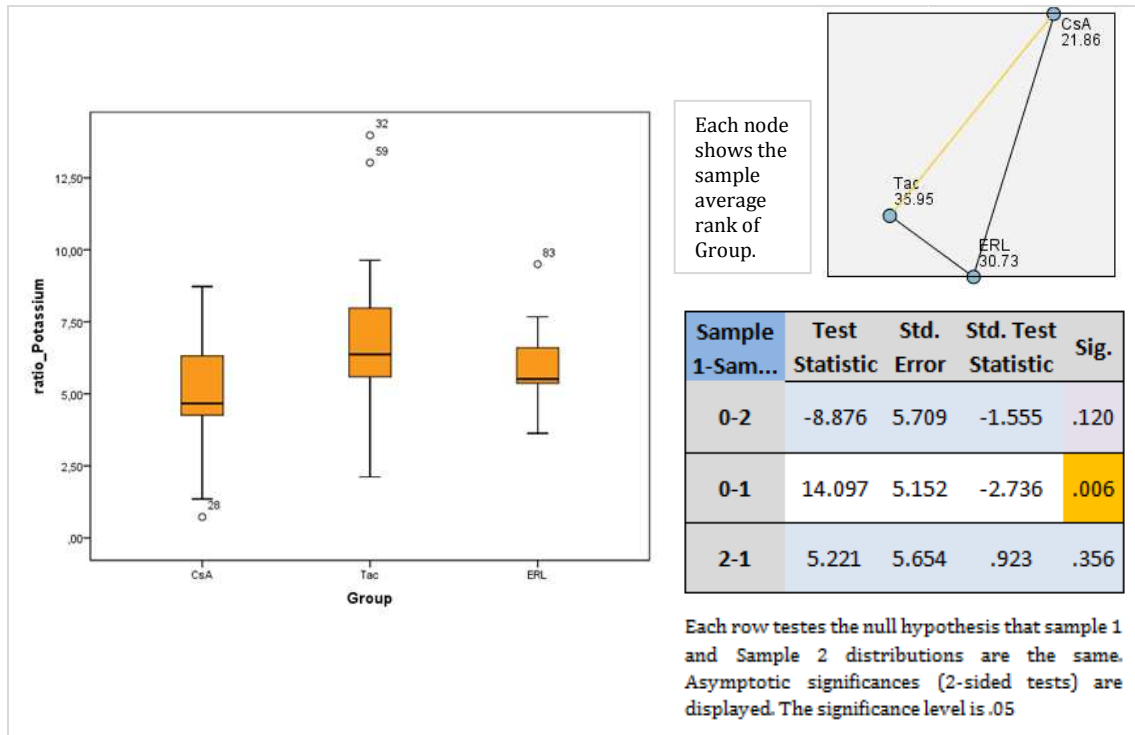 32
59
83
28
12,50
10,00
7,50
5,00
2,50
,00
ratio_Potassium
CsA Tac ERL
Group
Each node
shows the
sample
average
rank of
Group.
CsA
21.86
Tac
35.95
ERL
30.73
Sample 1-Sam... Test Statistic Std. Error Std. Test Statistic Sig.
0-2 -8.876 5.709 -1.555 .120
0-1 14.097 5.152 -2.736 .006
2-1 5.221 5.654 .923 .356
Each row testes the null hypothesis that sample 1
and Sample 2 distributions are the same.
Asymptotic significances (2-sided tests) are
displayed. The significance level is .05